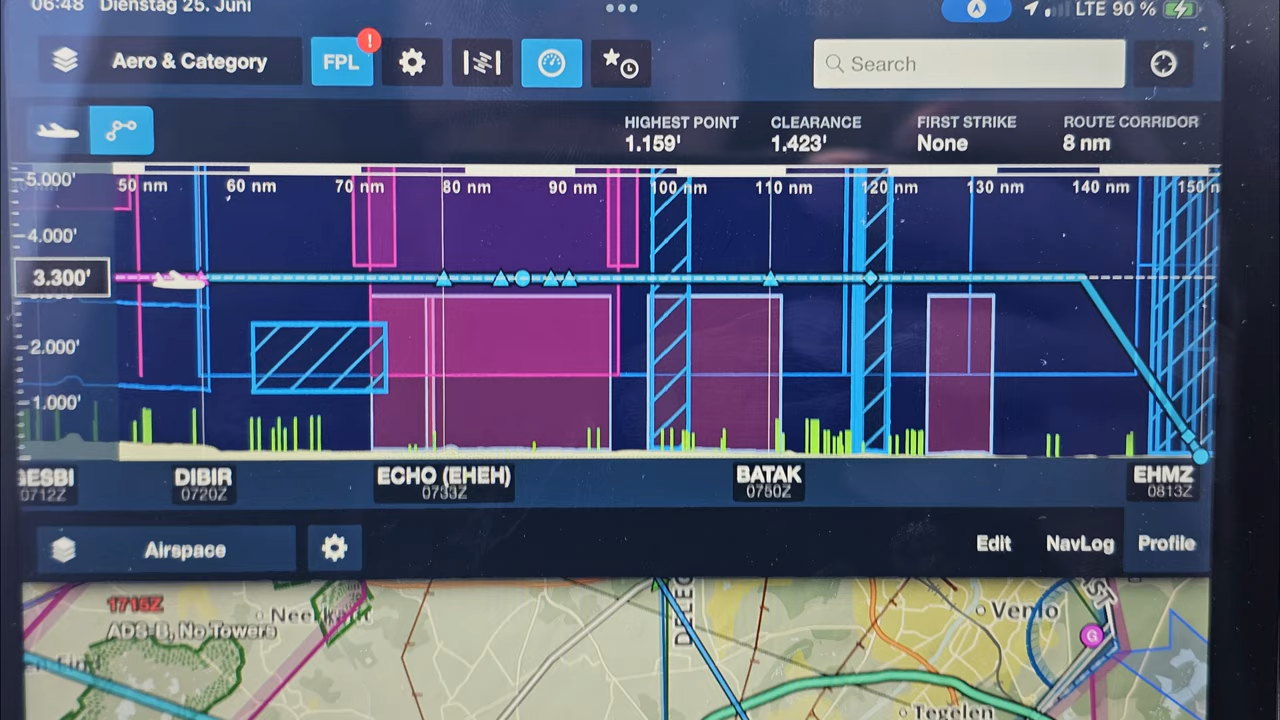 06:48 Dienstag 25. Juni
LTE 90 %
Aero & Category
FPL
!
Search
HIGHEST POINT
1.159'
CLEARANCE
1,423'
FIRST STRIKE
None
ROUTE CORRIDOR
8 nm
50 nm 60 nm 70 nm 80 nm 90 nm 100 nm 110 nm 120 nm 130 nm 140 nm 150 n
5.000'
4.000'
3.300'
2.000'
1.000'
GESBI
0712Z
DIBIR
0720Z
ECHO (EHEH)
0733Z
BATAK
0750Z
EHMZ
0813Z
Airspace
Edit NavLog Profile
1715Z
ADS-B, No Towers
Venlo
G
Tegelen